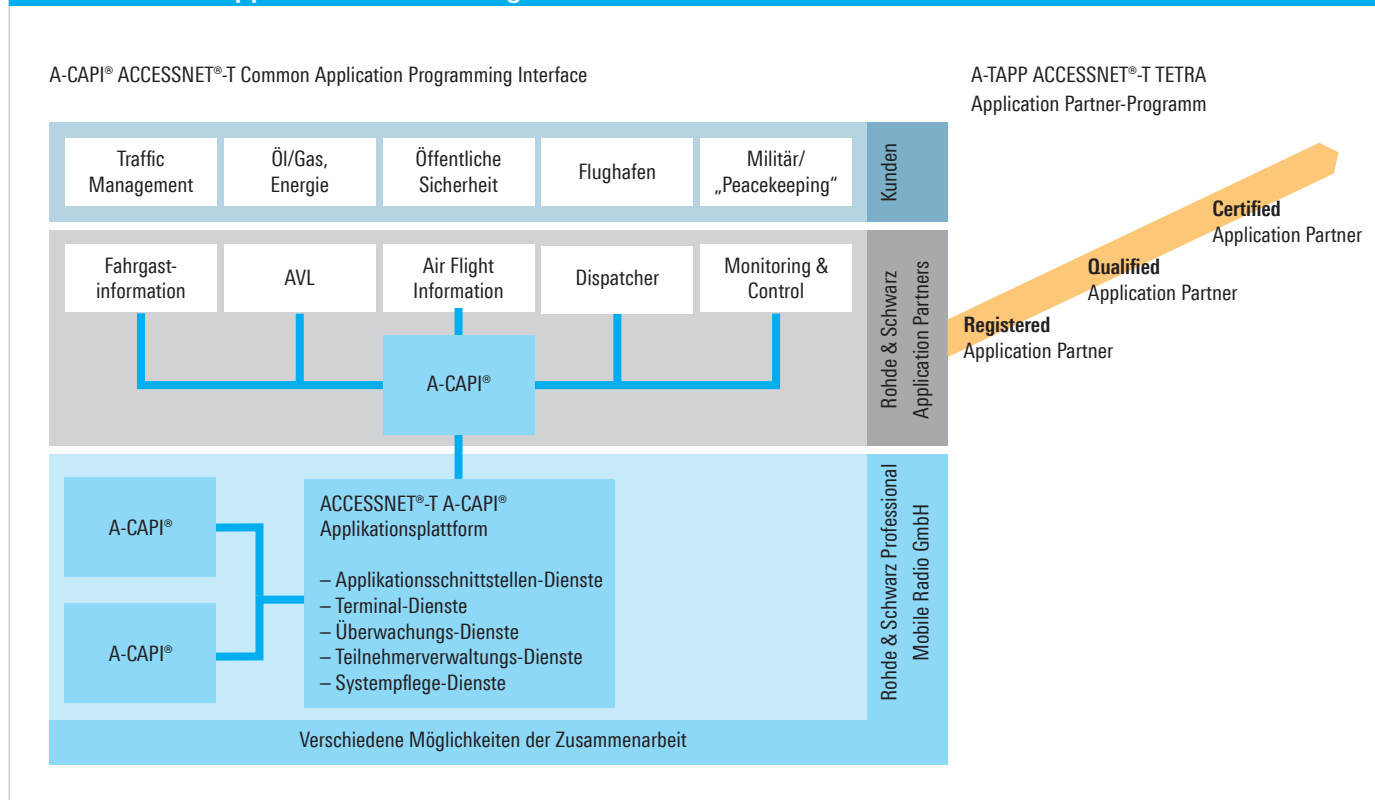 A-CAPI® ACCESSNET®-T Common Application Programming Interface
A-TAPP ACCESSNET®-T TETRA
Application Partner-Programm
Traffic
Management
Öl/Gas,
Energie
Öffentliche
Sicherheit
Flughafen
Militär/
„Peacekeeping“
Kunden
Fahrgast-
information
AVL
Air Flight
Information
Dispatcher
Monitoring &
Control
A-CAPI®
Rohde & Schwarz
Application Partners
Certified
Application Partner
Qualified
Application Partner
Registered
Application Partner
A-CAPI®
A-CAPI®
ACCESSNET®-T A-CAPI®
Applikationsplattform
– Applikationsschnittstellen-Dienste
– Terminal-Dienste
– Überwachungs-Dienste
– Teilnehmerverwaltungs-Dienste
– Systempflege-Dienste
Rohde & Schwarz Professional
Mobile Radio GmbH
Verschiedene Möglichkeiten der Zusammenarbeit